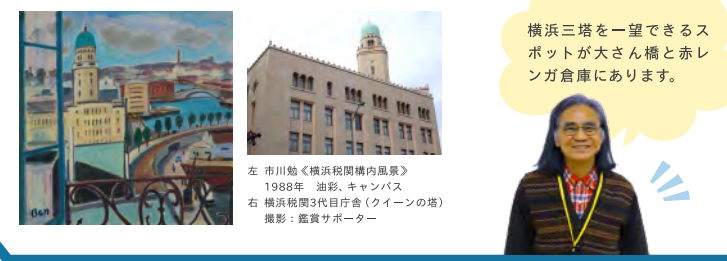 横浜三塔を一望できるス
ポットが大さん橋と赤レ
ンガ倉庫にあります。
左 市川勉《横浜税関構内風景》
1988年　油彩、キャンバス
右 横浜税関3代目庁舎（クイーンの塔）
撮影：鑑賞サポーター
Ben